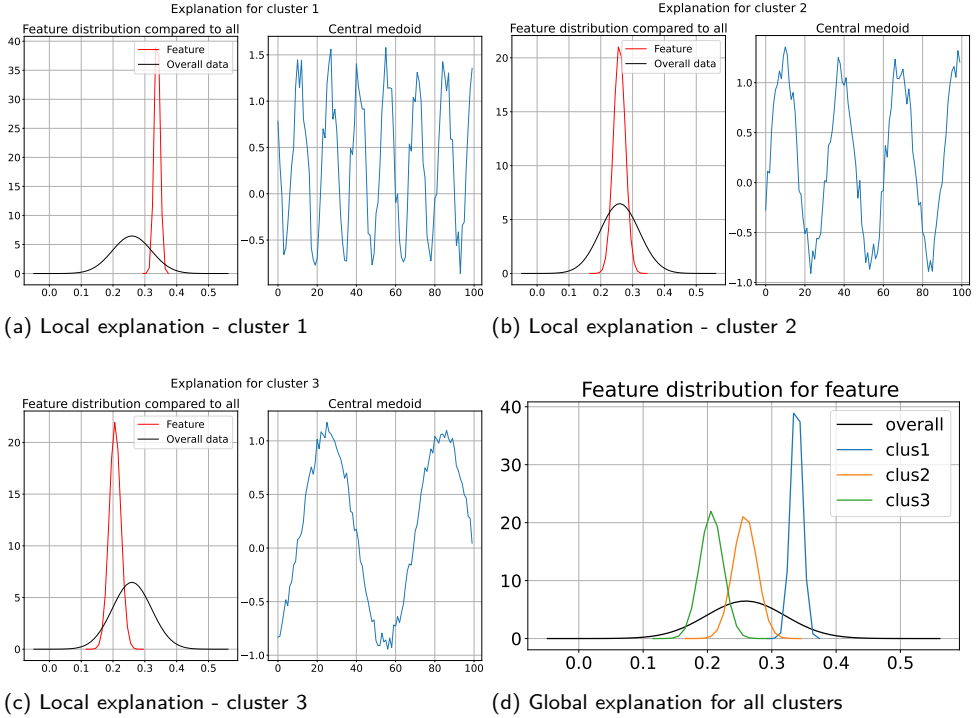 Explanation for cluster 1
Feature distribution compared to all
Central medoid
Feature
Overall data
40
35
30
25
20
15
10
5
0
0.0 0.1 0.2 0.3 0.4 0.5
1.5
1.0
0.5
0.0
−0.5
0 20 40 60 80 100
(a) Local explanation - cluster 1
Explanation for cluster 2
Feature distribution compared to all
Central medoid
Feature
Overall data
20
15
10
5
0
0.0 0.1 0.2 0.3 0.4 0.5
1.0
0.5
0.0
−0.5
−1.0
0 20 40 60 80 100
(b) Local explanation - cluster 2
Explanation for cluster 3
Feature distribution compared to all
Central medoid
Feature
Overall data
20
15
10
5
0
0.0 0.1 0.2 0.3 0.4 0.5
1.0
0.5
0.0
−0.5
−1.0
0 20 40 60 80 100
(c) Local explanation - cluster 3
Feature distribution for feature
overall
clus1
clus2
clus3
40
30
20
10
0
0.0 0.1 0.2 0.3 0.4 0.5
(d) Global explanation for all clusters